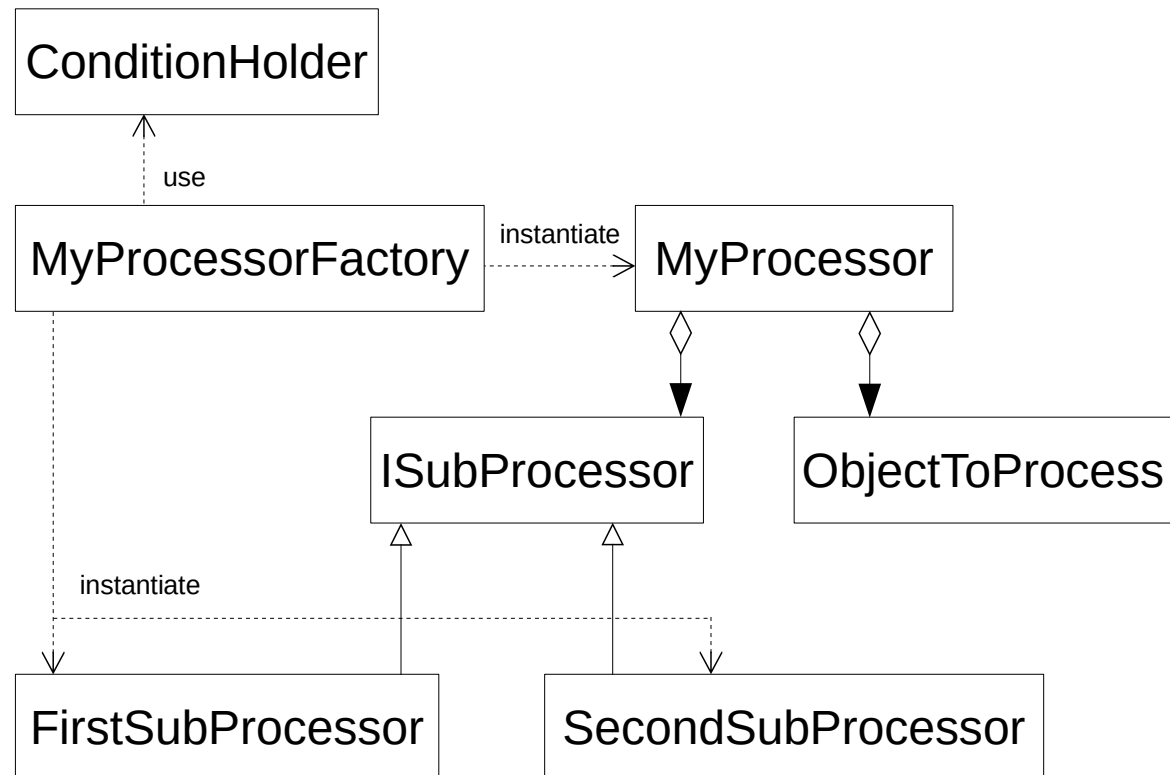 ConditionHolder
use
MyProcessorFactory
instantiate
MyProcessor
ISubProcessor
ObjectToProcess
instantiate
FirstSubProcessor
SecondSubProcessor